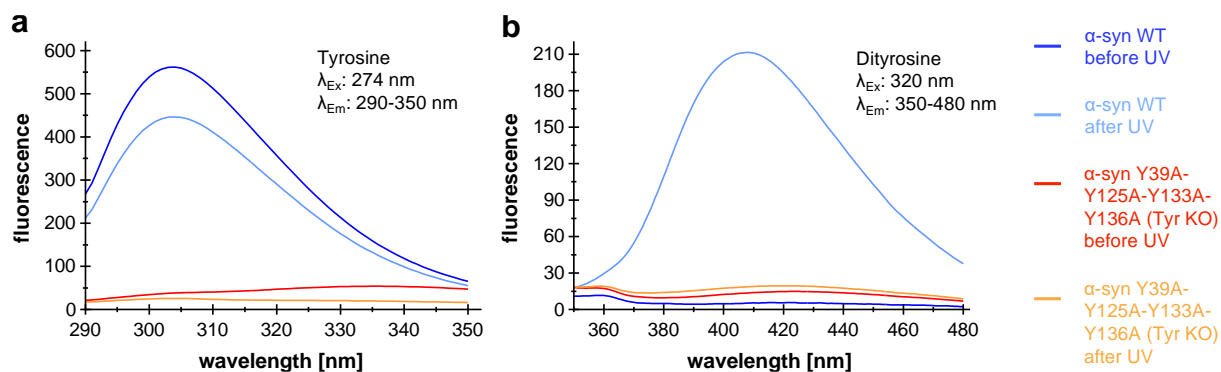 a
600
500
400
300
200
100
0
290
300
310
320
330
340
350
fluorescence
wavelength [nm]
Tyrosine
λEx: 274 nm
λEm: 290-350 nm
b
210
180
150
120
90
60
30
0
360
380
400
420
440
460
480
fluorescence
wavelength [nm]
Dityrosine
λEx: 320 nm
λEm: 350-480 nm
α-syn WT
before UV
α-syn WT
after UV
α-syn Y39A-
Y125A-Y133A-
Y136A (Tyr KO)
before UV
α-syn Y39A-
Y125A-Y133A-
Y136A (Tyr KO)
after UV